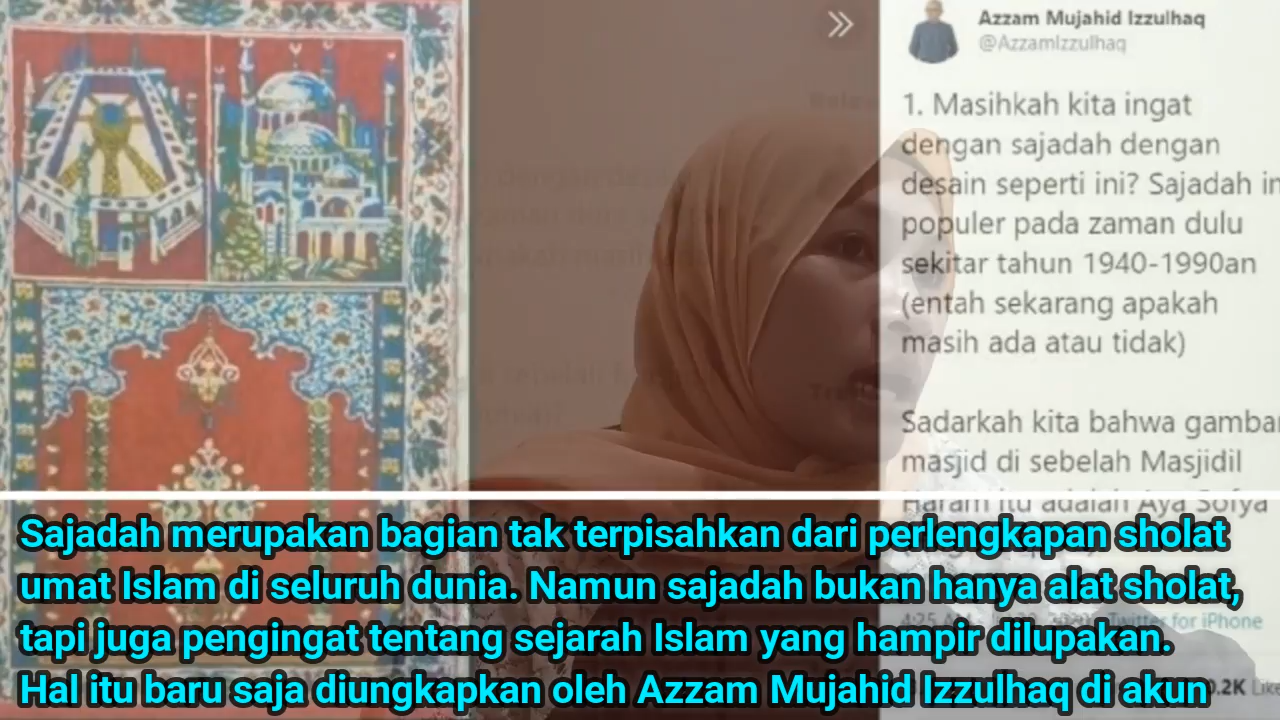 Azzam Mujahid Izzulhaq
@AzzamIzzulhaq
1. Masihkah kita ingat
dengan sajadah dengan
desain seperti ini? Sajadah in
populer pada zaman dulu
sekitar tahun 1940-1990an
(entah sekarang apakah
masih ada atau tidak)
Sadarkah kita bahwa gambar
masjid di sebelah Masjidil
Haram itu adalah Aya Sofya
Sajadah merupakan bagian tak terpisahkan dari perlengkapan sholat
umat Islam di seluruh dunia. Namun sajadah bukan hanya alat sholat,
tapi juga pengingat tentang sejarah Islam yang hampir dilupakan.
Twitter for iPhone
Hal itu baru saja diungkapkan oleh Azzam Mujahid Izzulhaq di akun